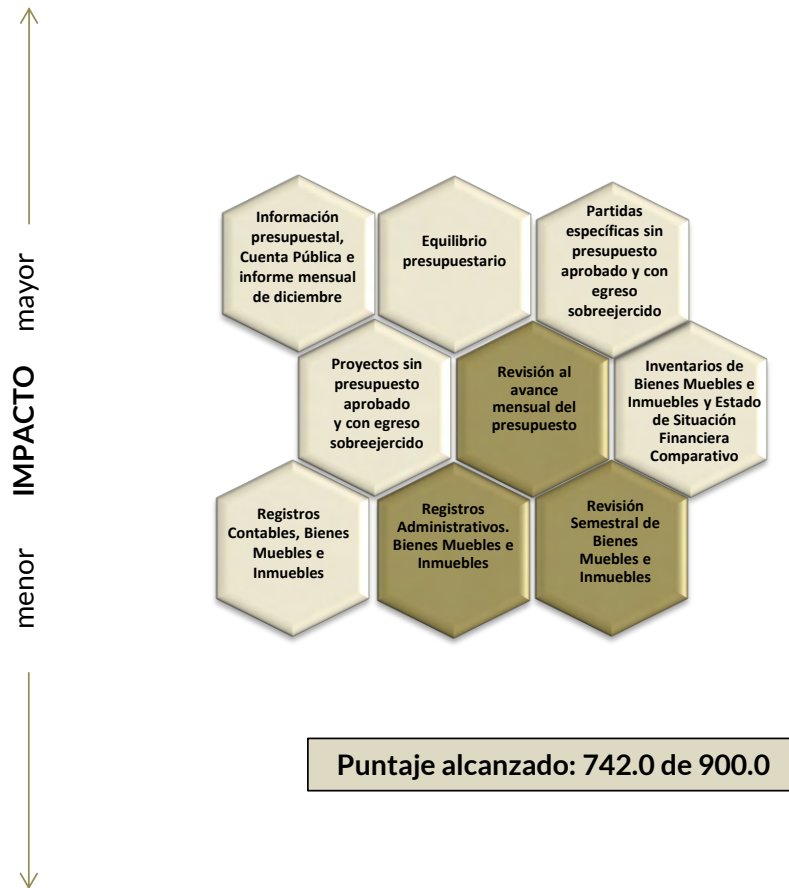 mayor
IMPACTO
menor
Información
presupuestal,
Cuenta Pública e
informe mensual
de diciembre
Equilibrio
presupuestario
Partidas
específicas sin
presupuesto
aprobado y con
egreso
sobreejercido
Proyectos sin
presupuesto
aprobado
y con egreso
sobreejercido
Revisión al
avance
mensual del
presupuesto
Inventarios de
Bienes Muebles e
Inmuebles y Estado
de Situación
Financiera
Comparativo
Registros
Contables, Bienes
Muebles e
Inmuebles
Registros
Administrativos.
Bienes Muebles e
Inmuebles
Revisión
Semestral de
Bienes
Muebles e
Inmuebles
Puntaje alcanzado: 742.0 de 900.0